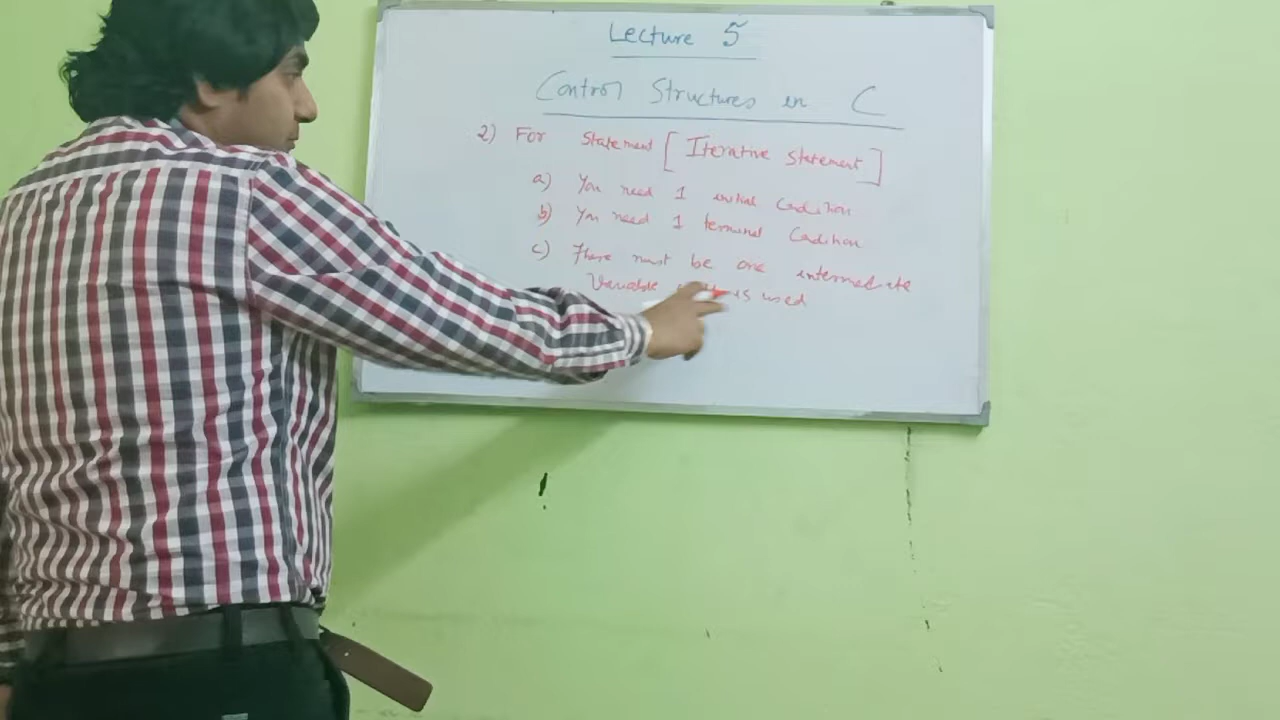 Lecture 5
Control Structures in C
2) For Statement [Iterative statement]
a) You need 1 initial Condition
b) You need 1 terminal Condition
c) There must be one intermediate
Variable is used